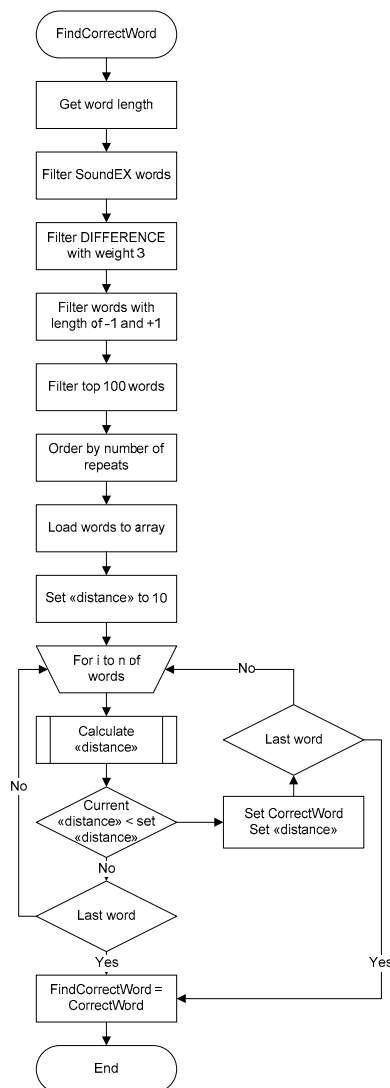 FindCorrectWord
Get word length
Filter SoundEX words
Filter DIFFERENCE
with weight 3
Filter words with
length of -1 and +1
Filter top 100 words
Order by number of
repeats
Load words to array
Set «distance» to 10
For i to n of
words
No
Calculate
«distance»
Last word
No
Current
«distance» < set
«distance»
Set CorrectWord
Set «distance»
No
Last word
Yes
Yes
FindCorrectWord =
CorrectWord
End